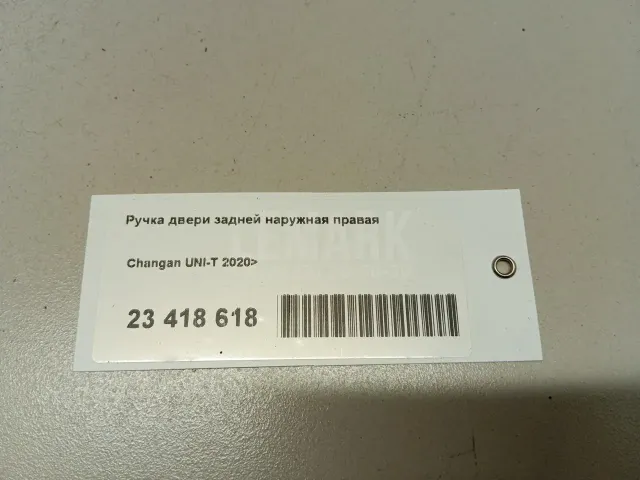 Ручка двери задней наружная правая
Changan UNI-T 2020>
23 418 618